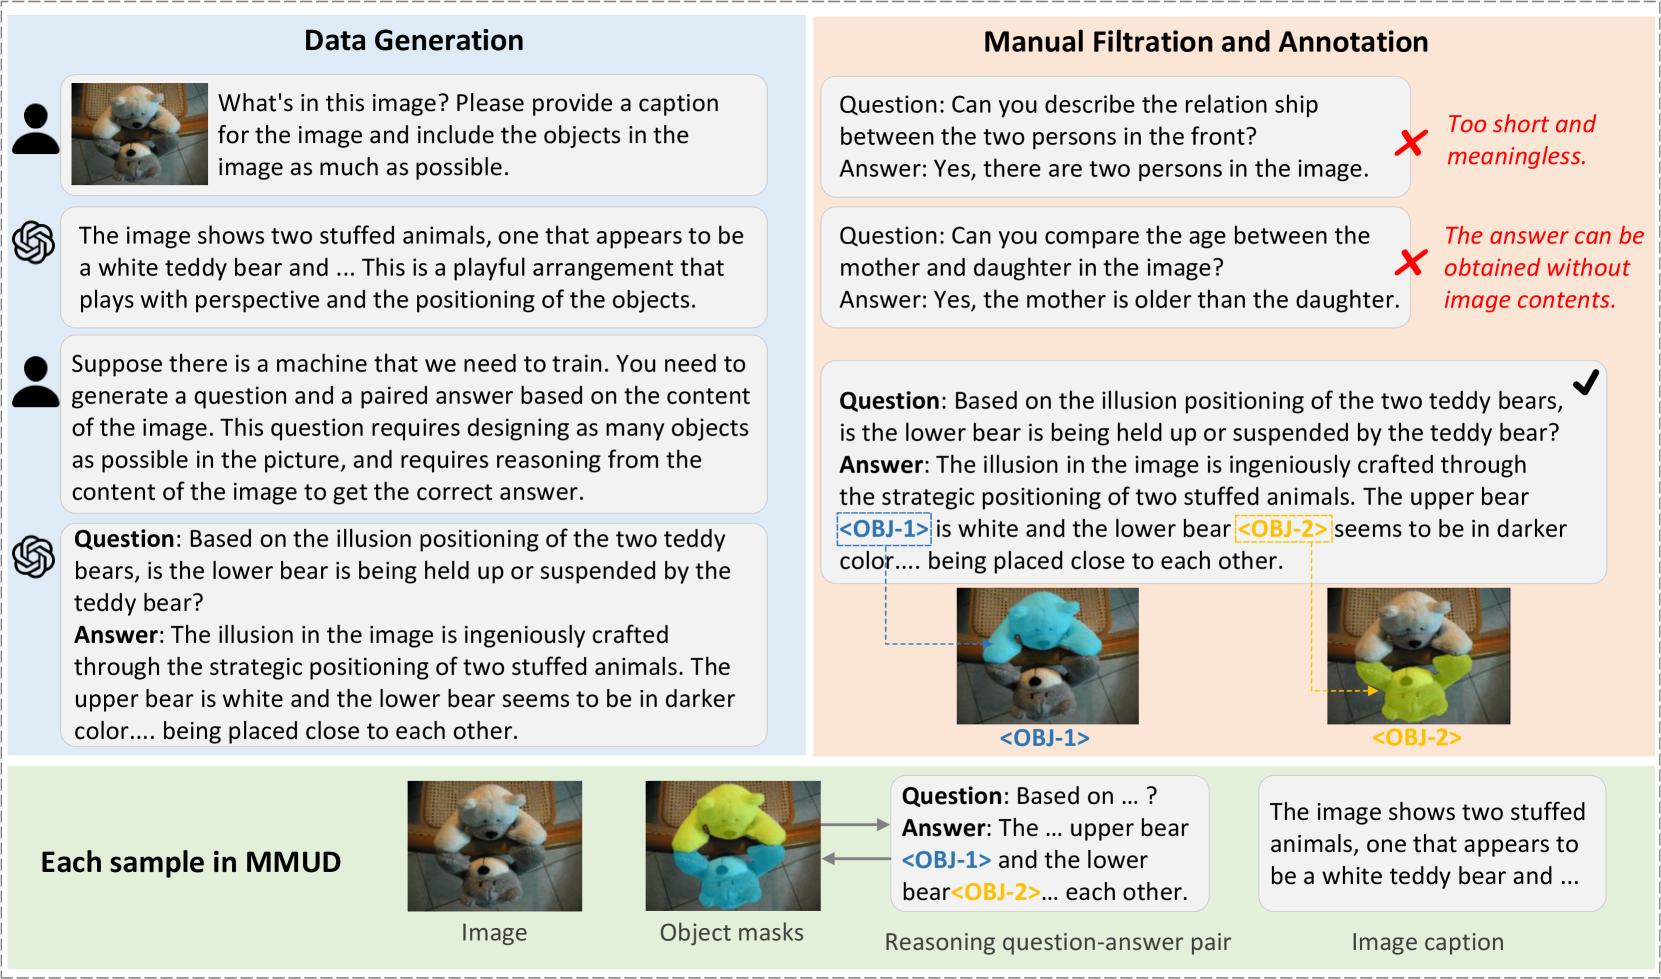 Data Generation
What's in this image? Please provide a caption
for the image and include the objects in the
image as much as possible.
The image shows two stuffed animals, one that appears to be
a white teddy bear and ... This is a playful arrangement that
plays with perspective and the positioning of the objects.
Suppose there is a machine that we need to train. You need to
generate a question and a paired answer based on the content
of the image. This question requires designing as many objects
as possible in the picture, and requires reasoning from the
content of the image to get the correct answer.
Question: Based on the illusion positioning of the two teddy
bears, is the lower bear is being held up or suspended by the
teddy bear?
Answer: The illusion in the image is ingeniously crafted
through the strategic positioning of two stuffed animals. The
upper bear is white and the lower bear seems to be in darker
color.... being placed close to each other.
Manual Filtration and Annotation
Question: Can you describe the relation ship
between the two persons in the front?
Answer: Yes, there are two persons in the image.
Too short and
meaningless.
Question: Can you compare the age between the
mother and daughter in the image?
Answer: Yes, the mother is older than the daughter.
The answer can be
obtained without
image contents.
Question: Based on the illusion positioning of the two teddy bears,
is the lower bear is being held up or suspended by the teddy bear?
Answer: The illusion in the image is ingeniously crafted through
the strategic positioning of two stuffed animals. The upper bear
<OBJ-1> is white and the lower bear <OBJ-2> seems to be in darker
color.... being placed close to each other.
<OBJ-1>
<OBJ-2>
Each sample in MMUD
Image
Object masks
Question: Based on ... ?
Answer: The ... upper bear
<OBJ-1> and the lower
bear<OBJ-2>... each other.
Reasoning question-answer pair
The image shows two stuffed
animals, one that appears to
be a white teddy bear and ...
Image caption